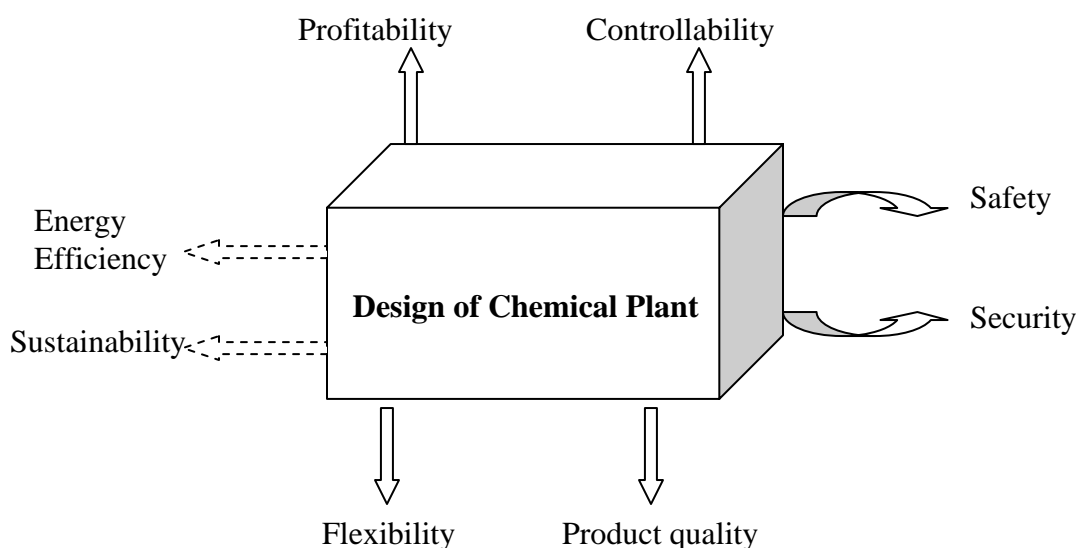 Profitability
Controllability
Safety
Energy
Efficiency
Design of Chemical Plant
Security
Sustainability
Flexibility
Product quality